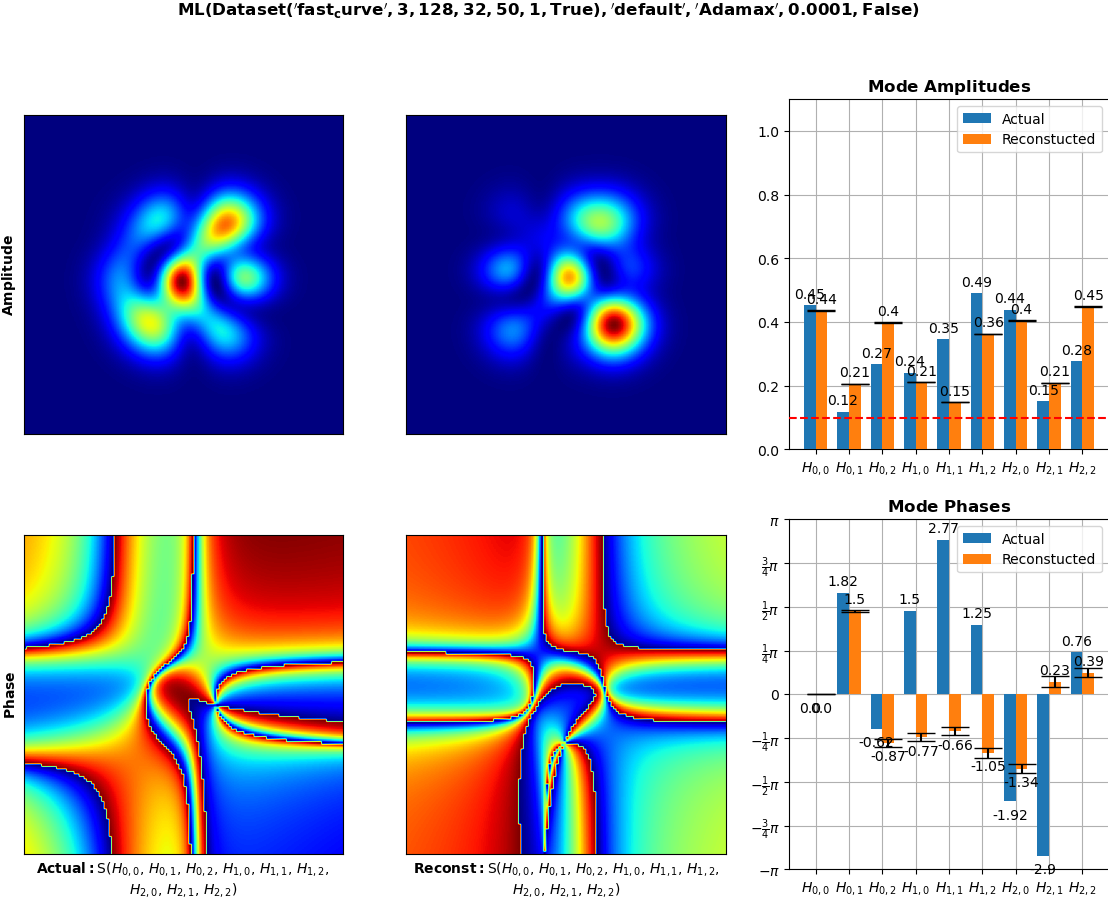 ML(Dataset('fast_curve', 3, 128, 32, 50, 1, True), 'default', 'Adamax', 0.0001, False)
Amplitude
Mode Amplitudes
Actual
Reconstucted
1.0
0.8
0.6
0.4
0.2
0.0
0.45 0.12 0.27 0.24 0.35 0.49 0.44 0.15 0.28
0.44 0.21 0.4 0.21 0.15 0.36 0.4 0.21 0.45
H0,0 H0,1 H0,2 H1,0 H1,1 H1,2 H2,0 H2,1 H2,2
Phase
Actual: S(H0,0, H0,1, H0,2, H1,0, H1,1, H1,2,
H2,0, H2,1, H2,2)
Reconst: S(H0,0, H0,1, H0,2, H1,0, H1,1, H1,2,
H2,0, H2,1, H2,2)
Mode Phases
Actual
Reconstucted
π
3/4π
1/2π
1/4π
0
−1/4π
−1/2π
−3/4π
−π
0.0 1.82 -0.62 1.5 2.77 1.25 -1.92 2.9 0.76
0.0 1.5 -0.87 -0.77 -0.66 -1.05 -1.34 0.23 0.39
H0,0 H0,1 H0,2 H1,0 H1,1 H1,2 H2,0 H2,1 H2,2